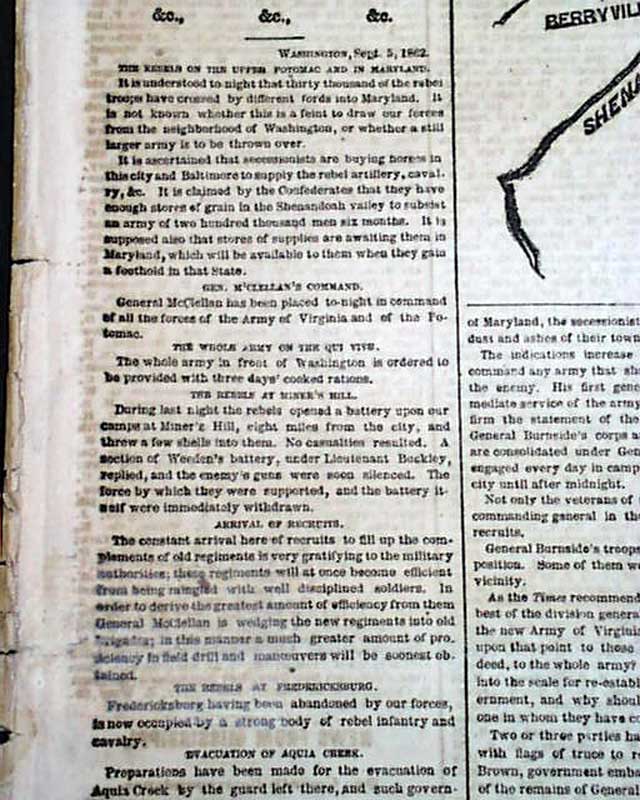 &c., &c., &c.
WASHINGTON, Sept. 5, 1862.
THE REBELS ON THE UPPER POTOMAC AND IN MARYLAND.
It is understood to night that thirty thousand of the rebel
troops have crossed by different fords into Maryland. It
is not known whether this is a feint to draw our forces
from the neighborhood of Washington, or whether a still
larger army is to be thrown over.
It is ascertained that secessionists are buying horses in
this city and Baltimore to supply the rebel artillery, caval-
ry, &c. It is claimed by the Confederates that they have
enough stores of grain in the Shenandoah valley to subsist
an army of two hundred thousand men six months. It is
supposed also that stores of supplies are awaiting them in
Maryland, which will be available to them when they gain
a foothold in that State.
GEN. M'CLELLAN'S COMMAND.
General McClellan has been placed to-night in command
of all the forces of the Army of Virginia and of the Po-
tomac.
THE WHOLE ARMY ON THE QUI VIVE.
The whole army in front of Washington is ordered to
be provided with three days' cooked rations.
THE REBELS AT MINER'S HILL.
During last night the rebels opened a battery upon our
camps at Miner's Hill, eight miles from the city, and
threw a few shells into them. No casualties resulted. A
section of Weeden's battery, under Lieutenant Buckley,
replied, and the enemy's guns were soon silenced. The
force by which they were supported, and the battery it-
self were immediately withdrawn.
ARRIVAL OF RECRUITS.
The constant arrival here of recruits to fill up the com-
plements of old regiments is very gratifying to the military
authorities; these regiments will at once become efficient
from being mingled with well disciplined soldiers. In
order to derive the greatest amount of efficiency from them
General McClellan is wedging the new regiments into old
brigades; in this manner a much greater amount of pro-
ficiency in field drill and manœuvers will be soonest ob-
tained.
THE REBELS AT FREDERICKSBURG.
Fredericksburg having been abandoned by our forces,
is now occupied by a strong body of rebel infantry and
cavalry.
EVACUATION OF AQUIA CREEK.
Preparations have been made for the evacuation of
Aquia Creek by the guard left there, and such govern-
BERRYVIL
SHENA
of Maryland, the secessionist
dust and ashes of their town
The indications increase
command any army that sh
the enemy. His first gene
mediate service of the army
firm the statement of the
General Burnside's corps a
are consolidated under Gen
engaged every day in camp
city until after midnight.
Not only the veterans of
commanding general in the
recruits.
General Burnside's troops
position. Some of them w
vicinity.
As the Times recommend
best of the division general
the new Army of Virginia
upon that point to those
deed, to the whole army?
into the scale for re-establi
ernment, and why shou
one in whom they have co
Two or three parties ha
with flags of truce to r
Brown, government emba
of the remains of General